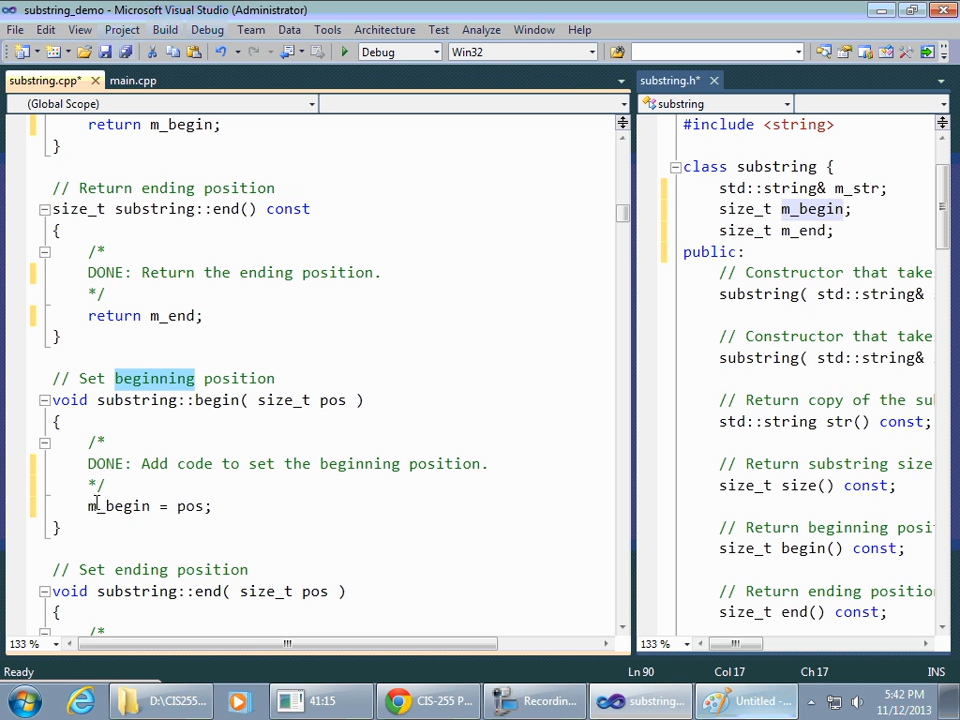 substring_demo - Microsoft Visual Studio (Administrator)
File Edit View Project Build Debug Team Data Tools Architecture Test Analyze Window Help
Debug Win32
substring.cpp* main.cpp substring.h*
(Global Scope) substring
return m_begin;
}
// Return ending position
size_t substring::end() const
{
/*
DONE: Return the ending position.
*/
return m_end;
}
// Set beginning position
void substring::begin( size_t pos )
{
/*
DONE: Add code to set the beginning position.
*/
m_begin = pos;
}
// Set ending position
void substring::end( size_t pos )
{
/*
133 %
#include <string>
class substring {
std::string& m_str;
size_t m_begin;
size_t m_end;
public:
// Constructor that take
substring( std::string&
// Constructor that take
substring( std::string&
// Return copy of the su
std::string str() const;
// Return substring size
size_t size() const;
// Return beginning posi
size_t begin() const;
// Return ending positio
size_t end() const;
133 %
Ready Ln 90 Col 17 Ch 17 INS
D:\CIS255... 41:15 CIS-255 P... Recordin... substring... Untitled -...
5:42 PM
11/12/2013